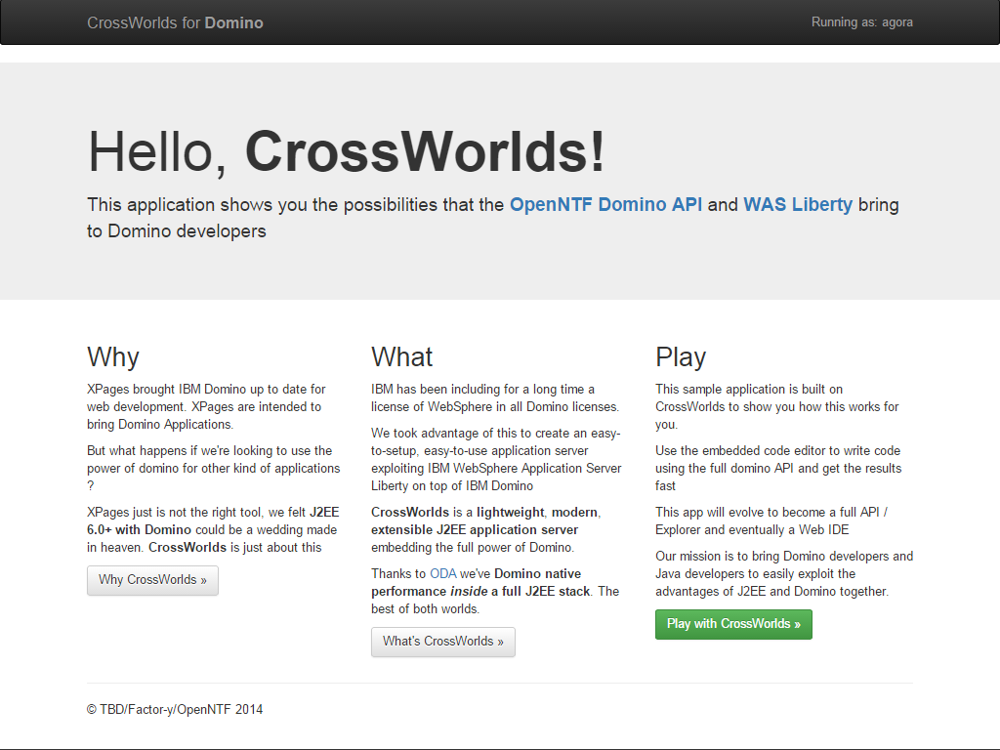 CrossWorlds for Domino
Running as: agora
Hello, CrossWorlds!
This application shows you the possibilities that the OpenNTF Domino API and WAS Liberty bring
to Domino developers
Why
XPages brought IBM Domino up to date for
web development. XPages are intended to
bring Domino Applications.
But what happens if we're looking to use the
power of domino for other kind of applications
?
XPages just is not the right tool, we felt J2EE
6.0+ with Domino could be a wedding made
in heaven. CrossWorlds is just about this
Why CrossWorlds »
What
IBM has been including for a long time a
license of WebSphere in all Domino licenses.
We took advantage of this to create an easy-
to-setup, easy-to-use application server
exploiting IBM WebSphere Application Server
Liberty on top of IBM Domino
CrossWorlds is a lightweight, modern,
extensible J2EE application server
embedding the full power of Domino.
Thanks to ODA we've Domino native
performance inside a full J2EE stack. The
best of both worlds.
What's CrossWorlds »
Play
This sample application is built on
CrossWorlds to show you how this works for
you.
Use the embedded code editor to write code
using the full domino API and get the results
fast
This app will evolve to become a full API /
Explorer and eventually a Web IDE
Our mission is to bring Domino developers and
Java developers to easily exploit the
advantages of J2EE and Domino together.
Play with CrossWorlds »
© TBD/Factor-y/OpenNTF 2014